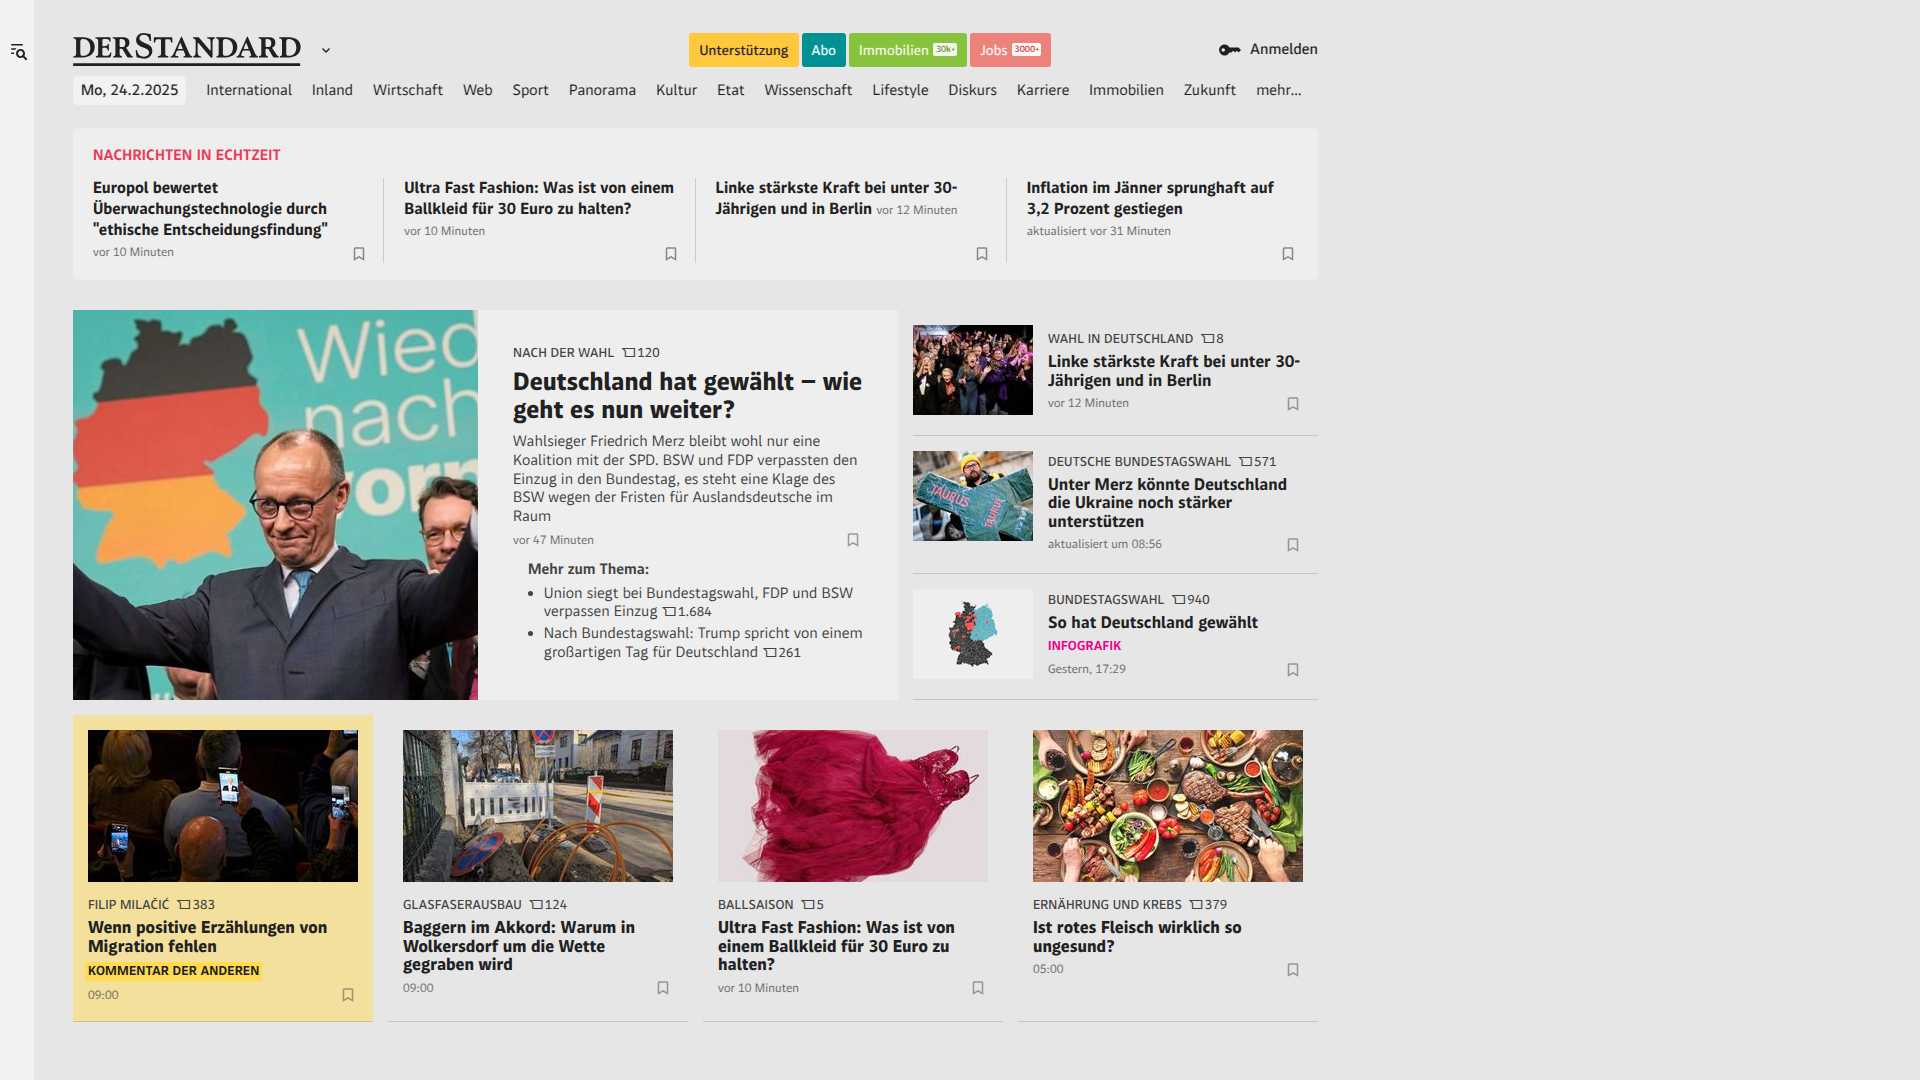 DERSTANDARD
Unterstützung
Abo
Immobilien 30k+
Jobs 3000+
Anmelden
Mo, 24.2.2025
International
Inland
Wirtschaft
Web
Sport
Panorama
Kultur
Etat
Wissenschaft
Lifestyle
Diskurs
Karriere
Immobilien
Zukunft
mehr...
NACHRICHTEN IN ECHTZEIT
Europol bewertet
Überwachungstechnologie durch
"ethische Entscheidungsfindung"
vor 10 Minuten
Ultra Fast Fashion: Was ist von einem
Ballkleid für 30 Euro zu halten?
vor 10 Minuten
Linke stärkste Kraft bei unter 30-
Jährigen und in Berlin vor 12 Minuten
Inflation im Jänner sprunghaft auf
3,2 Prozent gestiegen
aktualisiert vor 31 Minuten
Wied
nach
vorn
NACH DER WAHL 120
Deutschland hat gewählt – wie
geht es nun weiter?
Wahlsieger Friedrich Merz bleibt wohl nur eine
Koalition mit der SPD. BSW und FDP verpassten den
Einzug in den Bundestag, es steht eine Klage des
BSW wegen der Fristen für Auslandsdeutsche im
Raum
vor 47 Minuten
Mehr zum Thema:
• Union siegt bei Bundestagswahl, FDP und BSW
verpassen Einzug 1.684
• Nach Bundestagswahl: Trump spricht von einem
großartigen Tag für Deutschland 261
WAHL IN DEUTSCHLAND 8
Linke stärkste Kraft bei unter 30-
Jährigen und in Berlin
vor 12 Minuten
TAURUS
TAURUS
DEUTSCHE BUNDESTAGSWAHL 571
Unter Merz könnte Deutschland
die Ukraine noch stärker
unterstützen
aktualisiert um 08:56
BUNDESTAGSWAHL 940
So hat Deutschland gewählt
INFOGRAFIK
Gestern, 17:29
FILIP MILAČIĆ 383
Wenn positive Erzählungen von
Migration fehlen
KOMMENTAR DER ANDEREN
09:00
GLASFASERAUSBAU 124
Baggern im Akkord: Warum in
Wolkersdorf um die Wette
gegraben wird
09:00
BALLSAISON 5
Ultra Fast Fashion: Was ist von
einem Ballkleid für 30 Euro zu
halten?
vor 10 Minuten
ERNÄHRUNG UND KREBS 379
Ist rotes Fleisch wirklich so
ungesund?
05:00